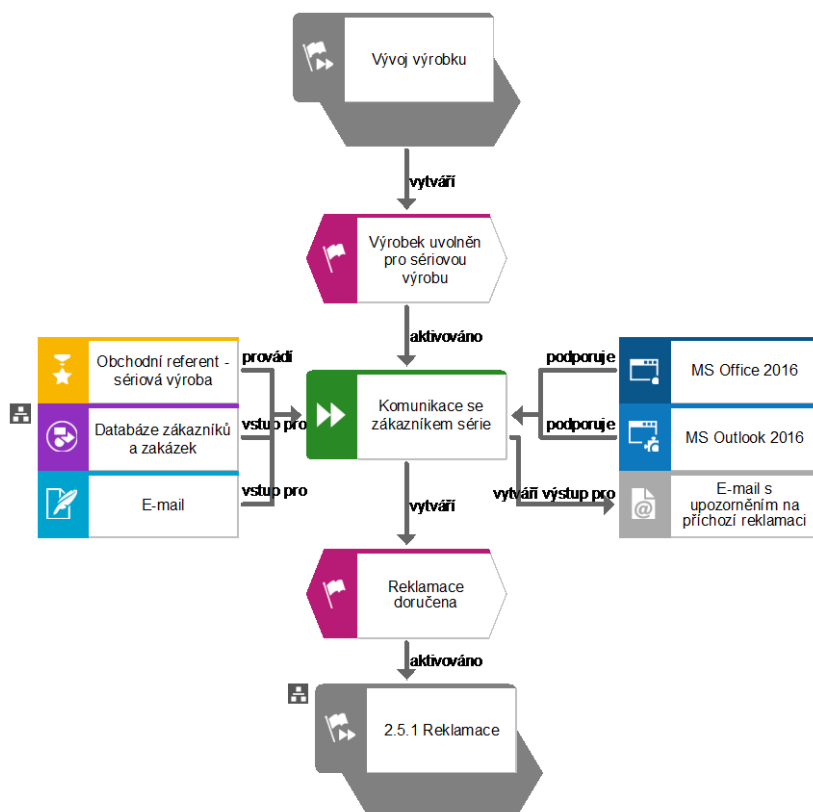 Vývoj výrobku
vytváří
Výrobek uvolněn
pro sériovou
výrobu
aktivováno
Obchodní referent -
sériová výroba
provádí
Databáze zákazníků
a zakázek
vstup pro
E-mail
vstup pro
Komunikace se
zákazníkem série
podporuje
MS Office 2016
podporuje
MS Outlook 2016
vytváří výstup pro
E-mail s
upozorněním na
příchozí reklamaci
@
vytváří
Reklamace
doručena
aktivováno
2.5.1 Reklamace